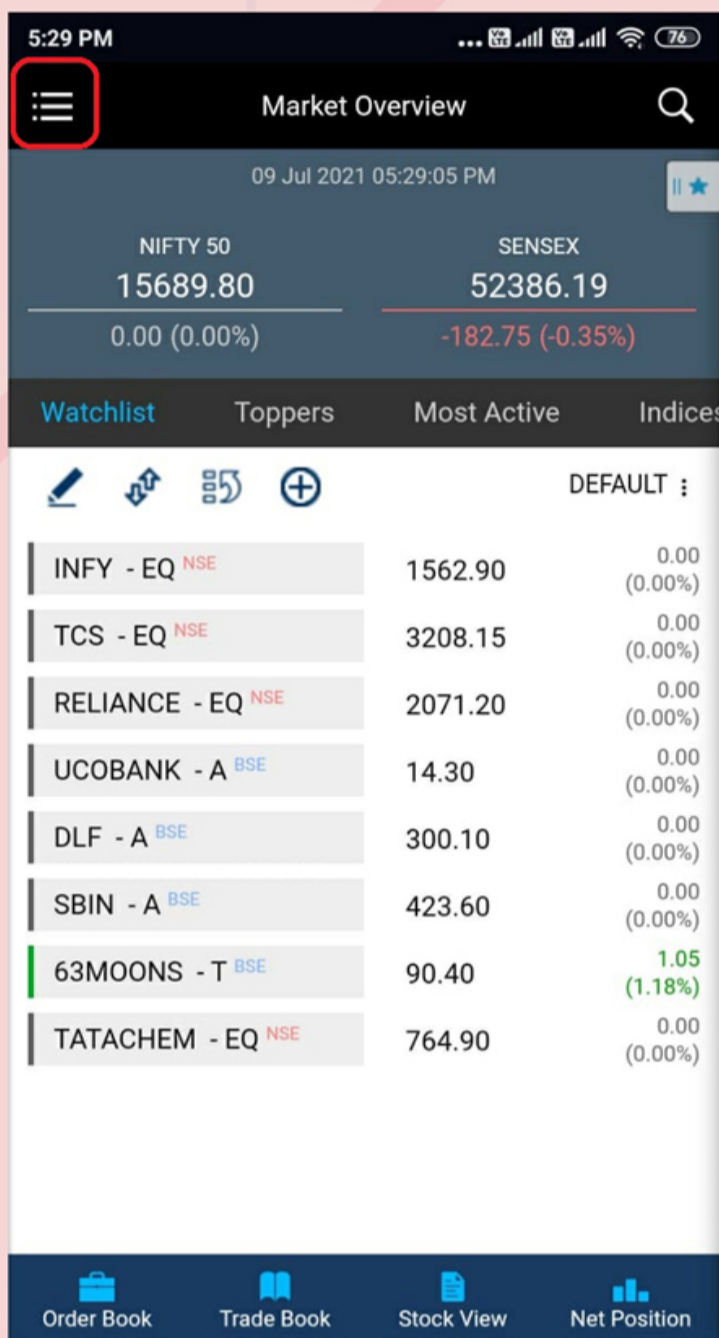 5:29 PM ... Vo LTE Vo LTE 76
Market Overview
09 Jul 2021 05:29:05 PM
NIFTY 50 SENSEX
15689.80 52386.19
0.00 (0.00%) -182.75 (-0.35%)
Watchlist Toppers Most Active Indices
DEFAULT
INFY - EQ NSE 1562.90 0.00
(0.00%)
TCS - EQ NSE 3208.15 0.00
(0.00%)
RELIANCE - EQ NSE 2071.20 0.00
(0.00%)
UCOBANK - A BSE 14.30 0.00
(0.00%)
DLF - A BSE 300.10 0.00
(0.00%)
SBIN - A BSE 423.60 0.00
(0.00%)
63MOONS - T BSE 90.40 1.05
(1.18%)
TATACHEM - EQ NSE 764.90 0.00
(0.00%)
Order Book Trade Book Stock View Net Position